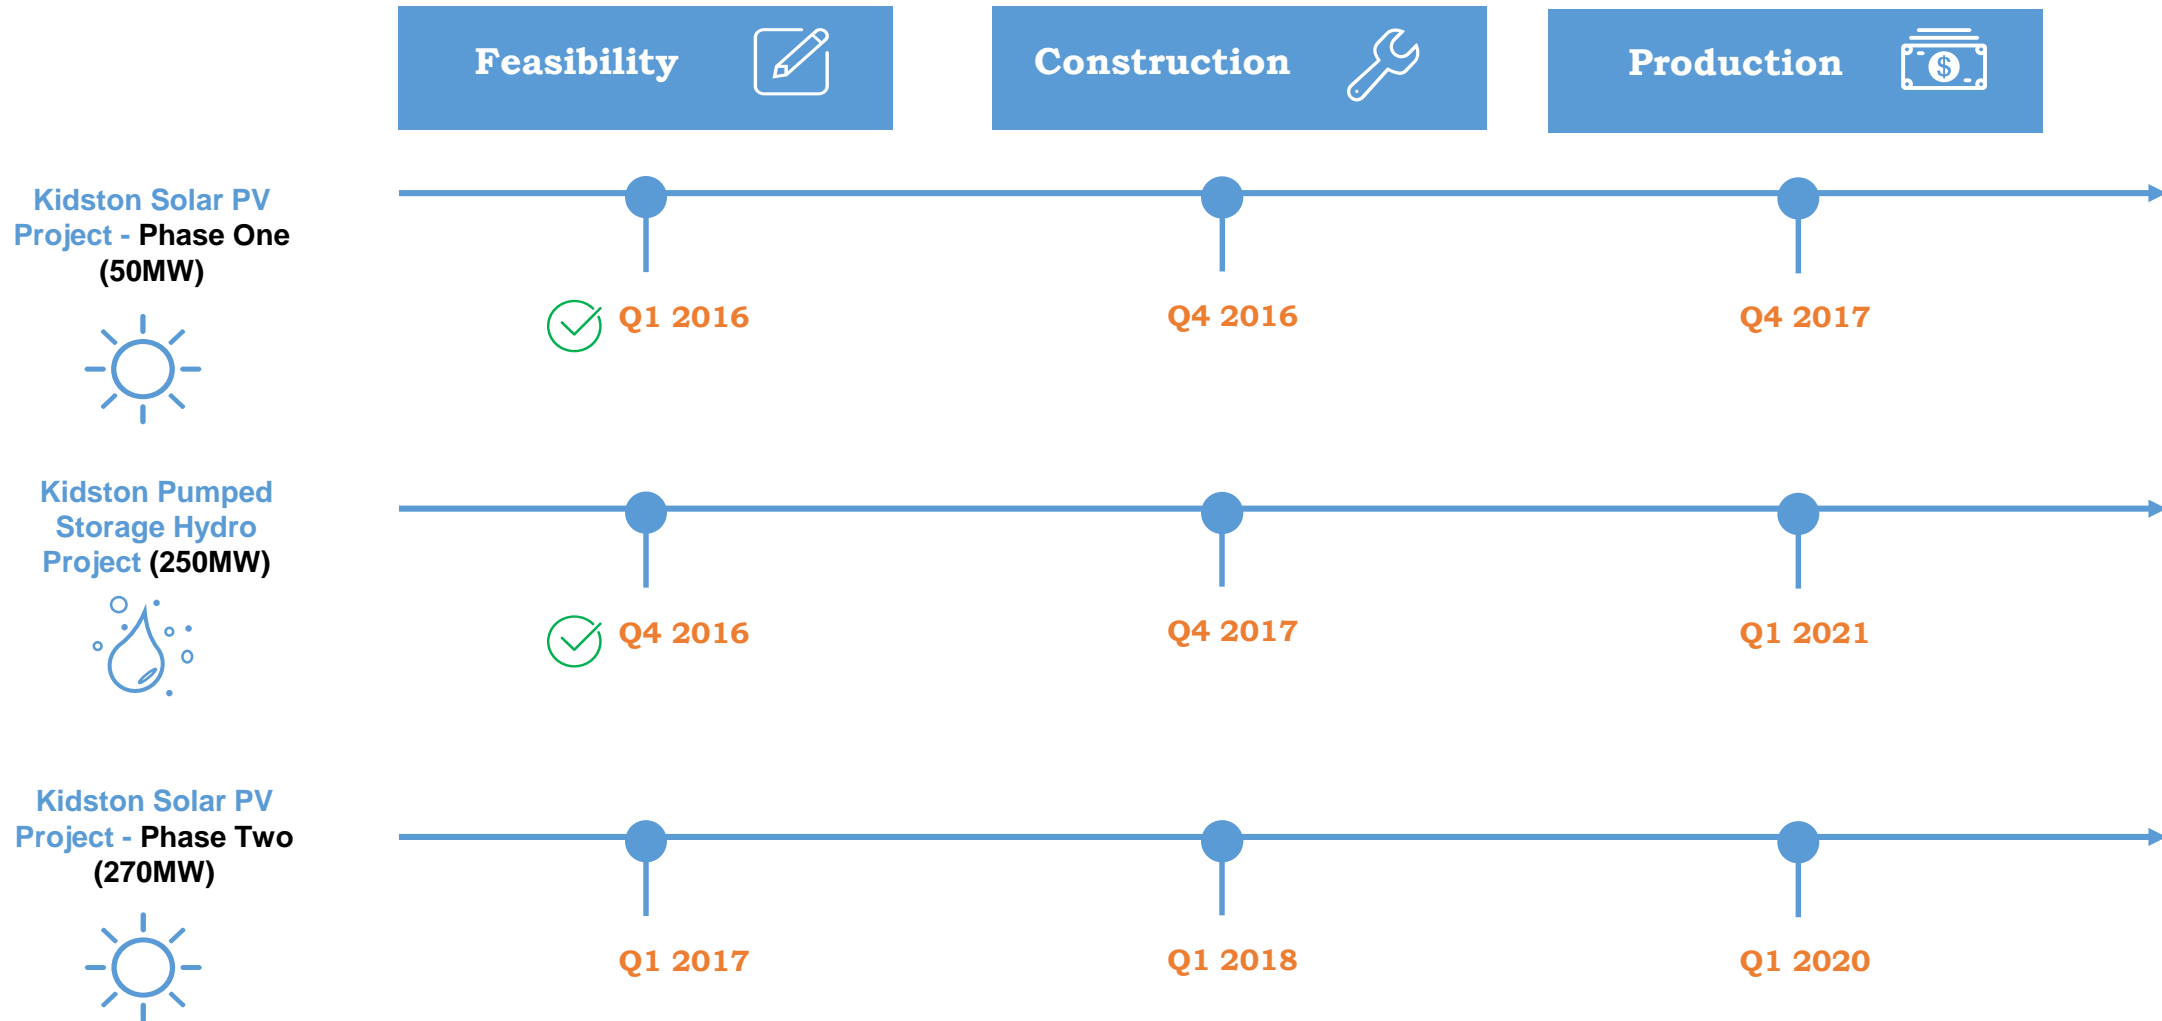 Feasibility
Construction
Production
Kidston Solar PV
Project - Phase One
(50MW)
Q1 2016
Q4 2016
Q4 2017
Kidston Pumped
Storage Hydro
Project (250MW)
Q4 2016
Q4 2017
Q1 2021
Kidston Solar PV
Project - Phase Two
(270MW)
Q1 2017
Q1 2018
Q1 2020